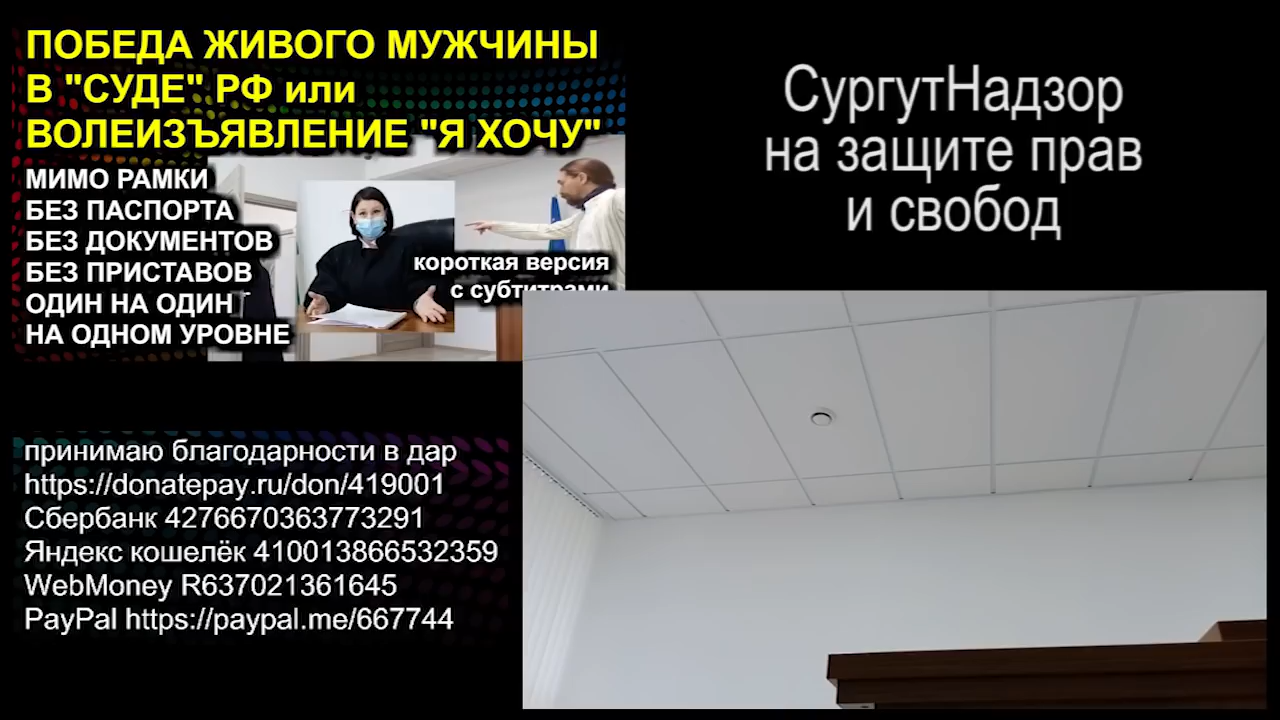 ПОБЕДА ЖИВОГО МУЖЧИНЫ
В "СУДЕ" РФ или
ВОЛЕИЗЪЯВЛЕНИЕ "Я ХОЧУ"
МИМО РАМКИ
БЕЗ ПАСПОРТА
БЕЗ ДОКУМЕНТОВ
БЕЗ ПРИСТАВОВ
ОДИН НА ОДИН
НА ОДНОМ УРОВНЕ
короткая версия
с субтитрами
СургутНадзор
на защите прав
и свобод
принимаю благодарности в дар
https://donatepay.ru/don/419001
Сбербанк 4276670363773291
Яндекс кошелёк 410013866532359
WebMoney R637021361645
PayPal https://paypal.me/667744